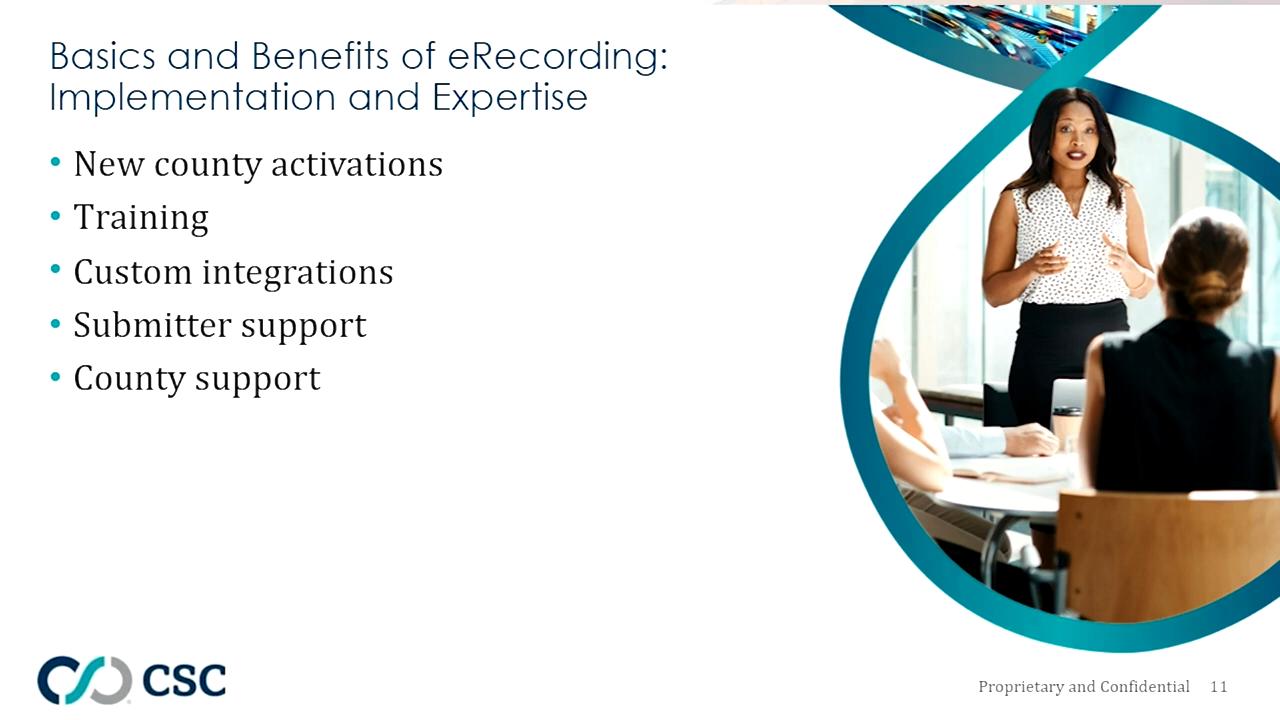 Basics and Benefits of eRecording:
Implementation and Expertise
• New county activations
• Training
• Custom integrations
• Submitter support
• County support
CSC
Proprietary and Confidential 11